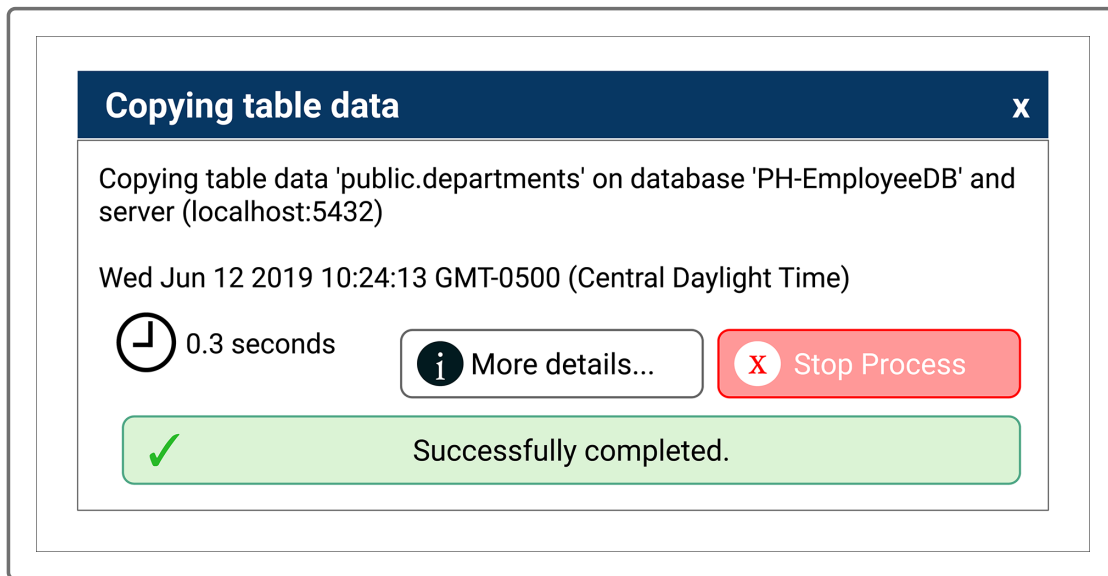 Copying table data x
Copying table data 'public.departments' on database 'PH-EmployeeDB' and
server (localhost:5432)
Wed Jun 12 2019 10:24:13 GMT-0500 (Central Daylight Time)
0.3 seconds
i More details...
x Stop Process
✓ Successfully completed.